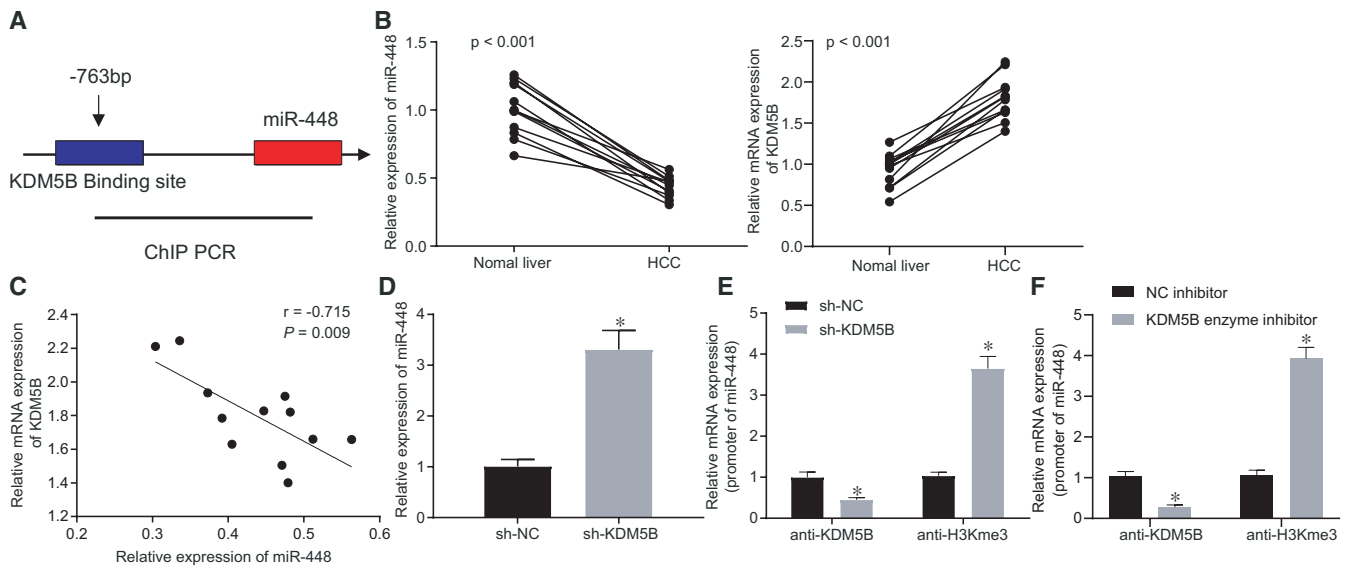 A
-763bp
miR-448
KDM5B Binding site
ChIP PCR
B
Relative expression of miR-448
1.5
1.0
0.5
0.0
p < 0.001
Nomal liver
HCC
Relative mRNA expression
of KDM5B
2.5
2.0
1.5
1.0
0.5
0.0
p < 0.001
Nomal liver
HCC
C
Relative mRNA expression
of KDM5B
2.4
2.2
2.0
1.8
1.6
1.4
1.2
r = -0.715
P = 0.009
0.2
0.3
0.4
0.5
0.6
Relative expression of miR-448
D
Relative expression of miR-448
4
3
2
1
0
*
sh-NC
sh-KDM5B
E
sh-NC
sh-KDM5B
Relative mRNA expression
(promoter of miR-448)
5
4
3
2
1
0
*
*
anti-KDM5B
anti-H3Kme3
F
NC inhibitor
KDM5B enzyme inhibitor
Relative mRNA expression
(promoter of miR-448)
5
4
3
2
1
0
*
*
anti-KDM5B
anti-H3Kme3